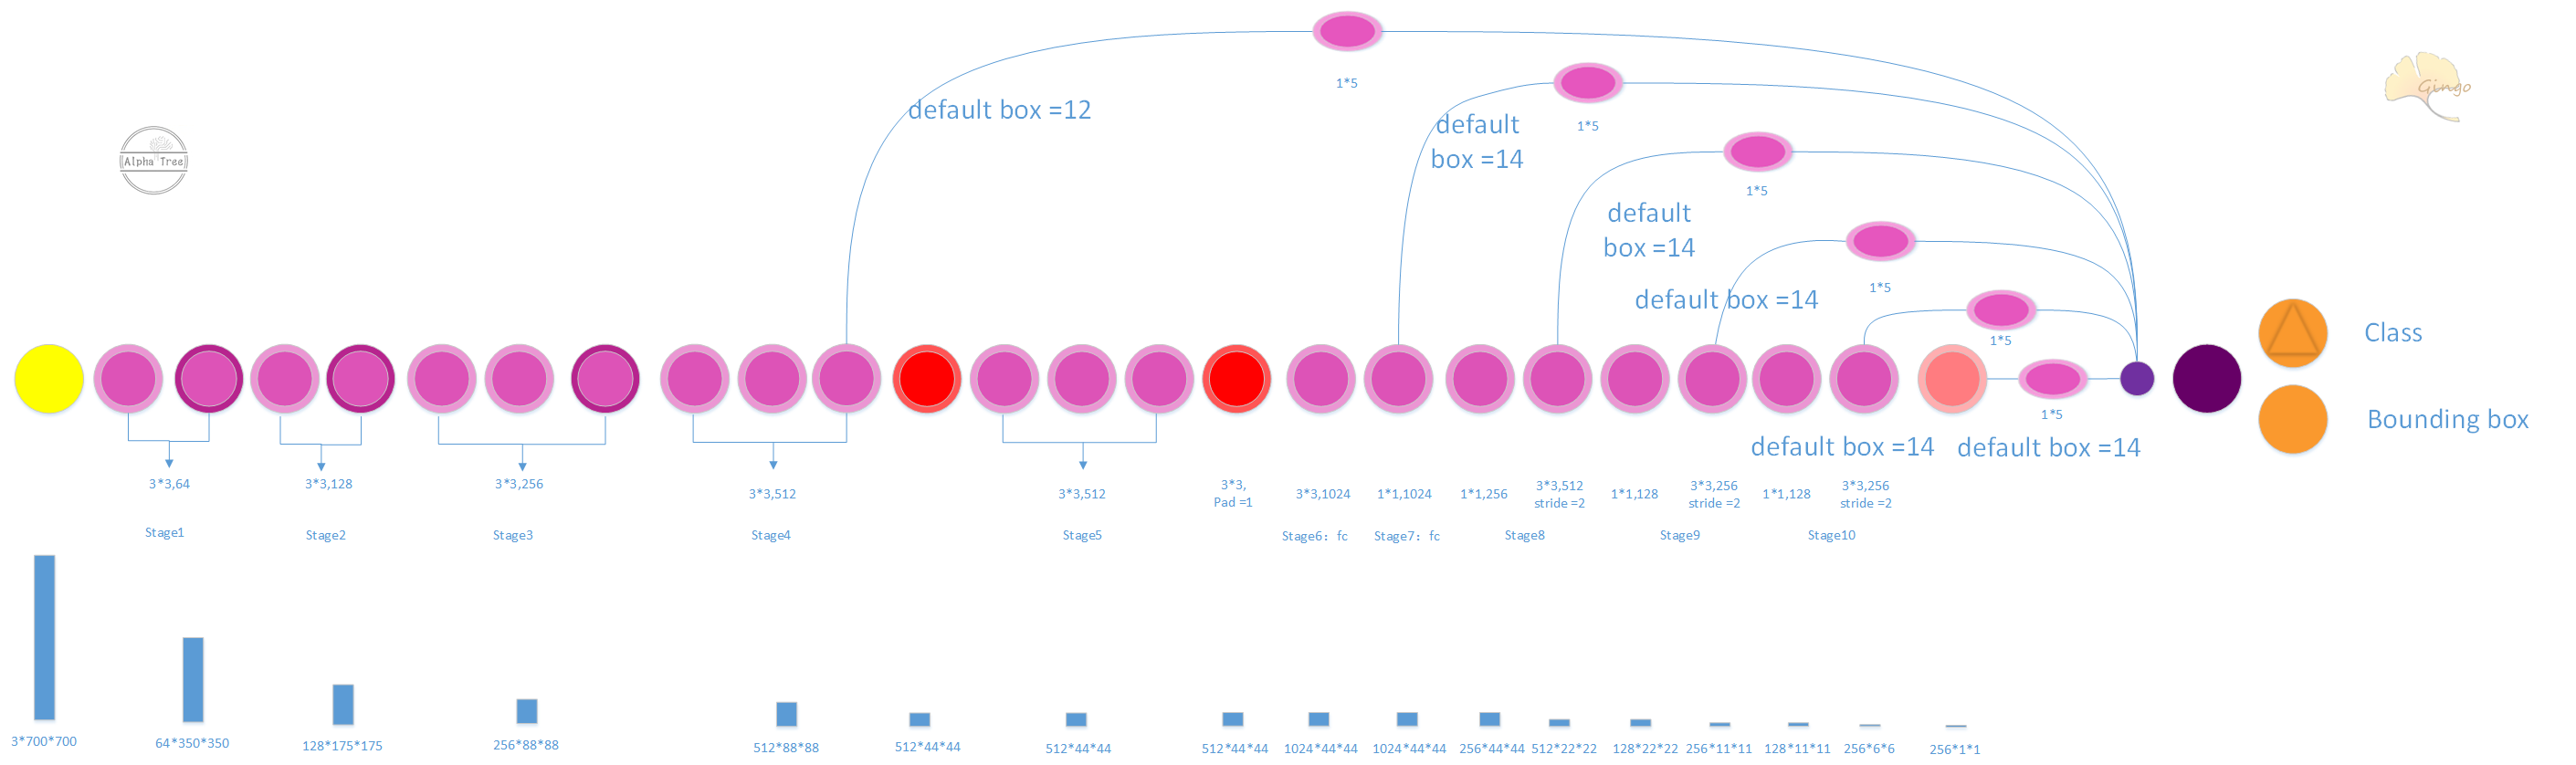 1*5
Gingo
default box =12
1*5
default
box =14
1*5
Alpha Tree
default
box =14
1*5
default box =14
1*5
Class
1*5
Bounding box
default box =14
default box =14
3*3,64
3*3,128
3*3,256
3*3,512
3*3,512
3*3,
Pad =1
3*3,1024
1*1,1024
1*1,256
3*3,512
stride =2
1*1,128
3*3,256
stride =2
1*1,128
3*3,256
stride =2
Stage1
Stage2
Stage3
Stage4
Stage5
Stage6: fc
Stage7: fc
Stage8
Stage9
Stage10
3*700*700
64*350*350
128*175*175
256*88*88
512*88*88
512*44*44
512*44*44
512*44*44
1024*44*44
1024*44*44
256*44*44
512*22*22
128*22*22
256*11*11
128*11*11
256*6*6
256*1*1